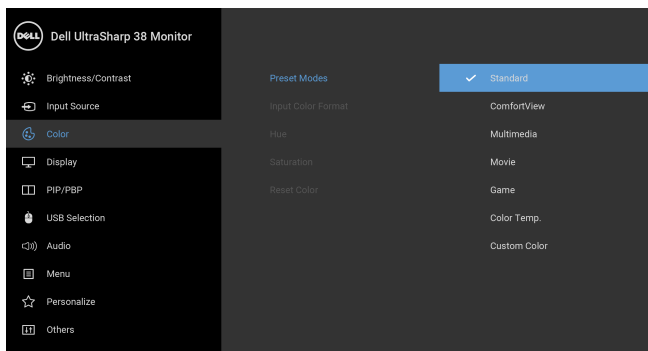 DELL Dell UltraSharp 38 Monitor
Brightness/Contrast Preset Modes Standard
Input Source Input Color Format ComfortView
Color Hue Multimedia
Display Saturation Movie
PIP/PBP Reset Color Game
USB Selection Color Temp.
Audio Custom Color
Menu
Personalize
Others